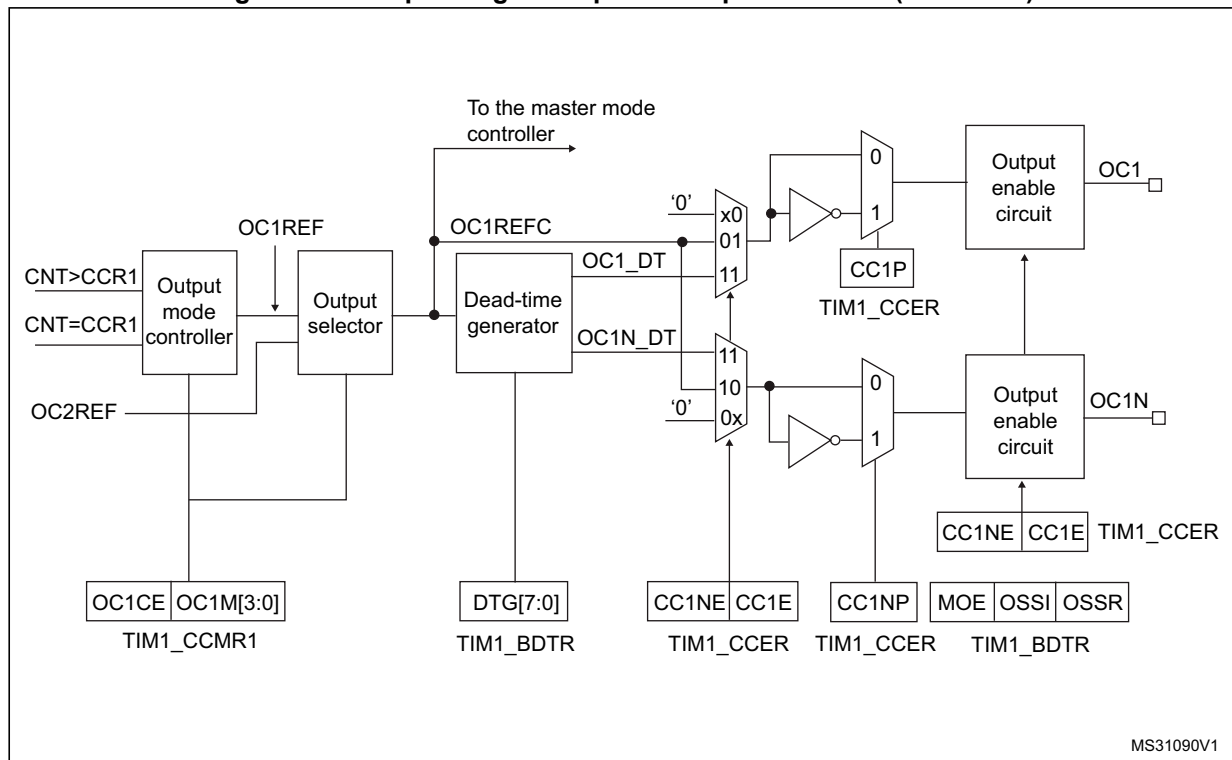 To the master mode
controller
OC1REF
OC1REFC
CNT>CCR1
CNT=CCR1
OC2REF
Output
mode
controller
Output
selector
Dead-time
generator
OC1_DT
OC1N_DT
'0'
x0
01
11
11
10
'0'
0x
0
1
CC1P
TIM1_CCER
0
1
Output
enable
circuit
OC1
Output
enable
circuit
OC1N
CC1NE CC1E TIM1_CCER
OC1CE OC1M[3:0]
TIM1_CCMR1
DTG[7:0]
TIM1_BDTR
CC1NE CC1E
TIM1_CCER
CC1NP
TIM1_CCER
MOE OSSI OSSR
TIM1_BDTR
MS31090V1